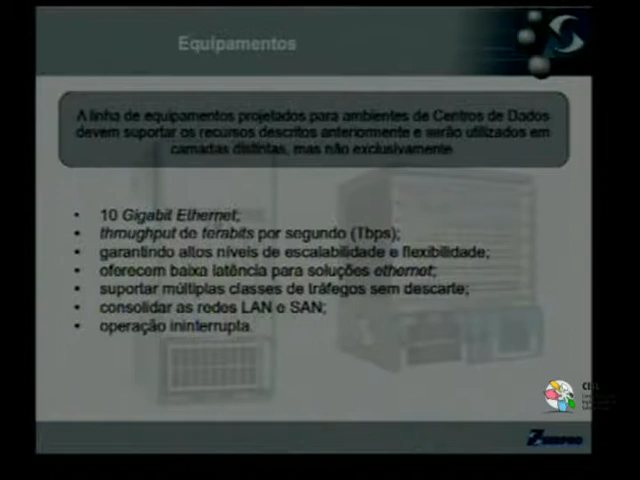 Equipamentos
A linha de equipamentos projetados para ambientes de Centros de Dados
devem suportar os recursos descritos anteriormente e serão utilizados em
camadas distintas, mas não exclusivamente.
• 10 Gigabit Ethernet;
• throughput de terabits por segundo (Tbps);
• garantindo altos níveis de escalabilidade e flexibilidade;
• oferecem baixa latência para soluções ethernet;
• suportar múltiplas classes de tráfegos sem descarte;
• consolidar as redes LAN e SAN;
• operação ininterrupta.